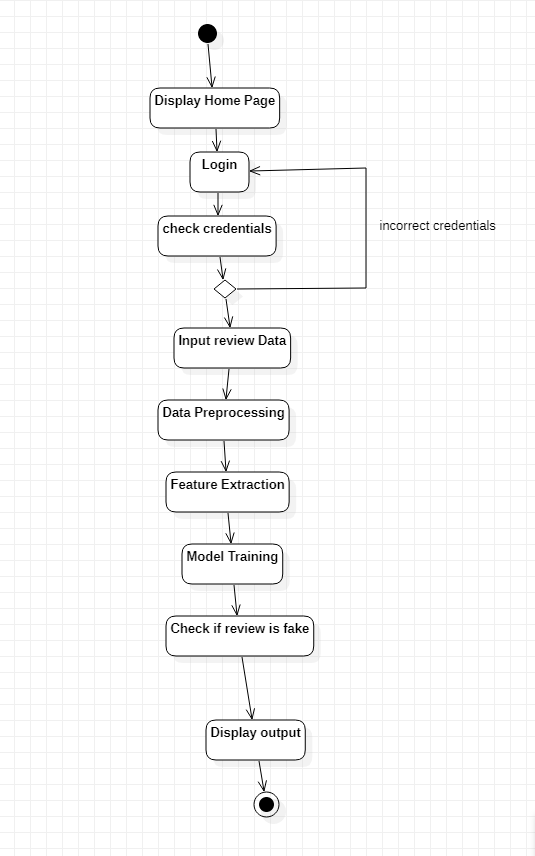 Display Home Page
Login
check credentials
incorrect credentials
Input review Data
Data Preprocessing
Feature Extraction
Model Training
Check if review is fake
Display output